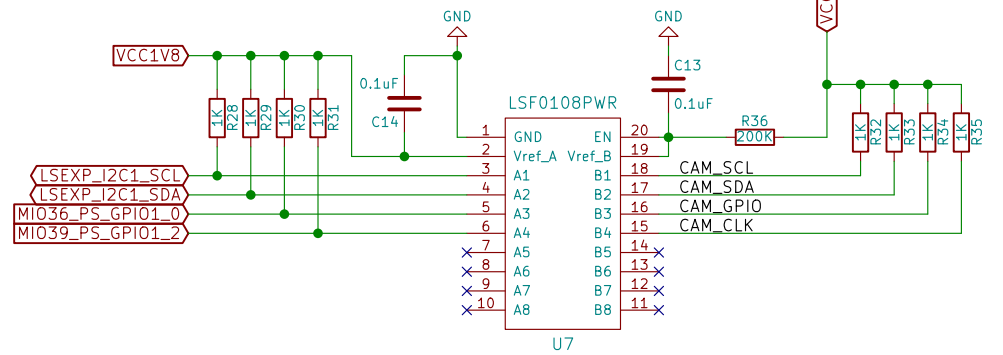 GND
GND
VCC
VCC1V8
0.1uF
C14
C13
0.1uF
1K R28
1K R29
1K R30
1K R31
LSF0108PWR
R36
200K
1K R32
1K R33
1K R34
1K R35
1 GND EN 20
2 Vref_A Vref_B 19
LSEXP_I2C1_SCL 3 A1 B1 18 CAM_SCL
LSEXP_I2C1_SDA 4 A2 B2 17 CAM_SDA
MIO36_PS_GPIO1_0 5 A3 B3 16 CAM_GPIO
MIO39_PS_GPIO1_2 6 A4 B4 15 CAM_CLK
7 A5 B5 14
8 A6 B6 13
9 A7 B7 12
10 A8 B8 11
U7